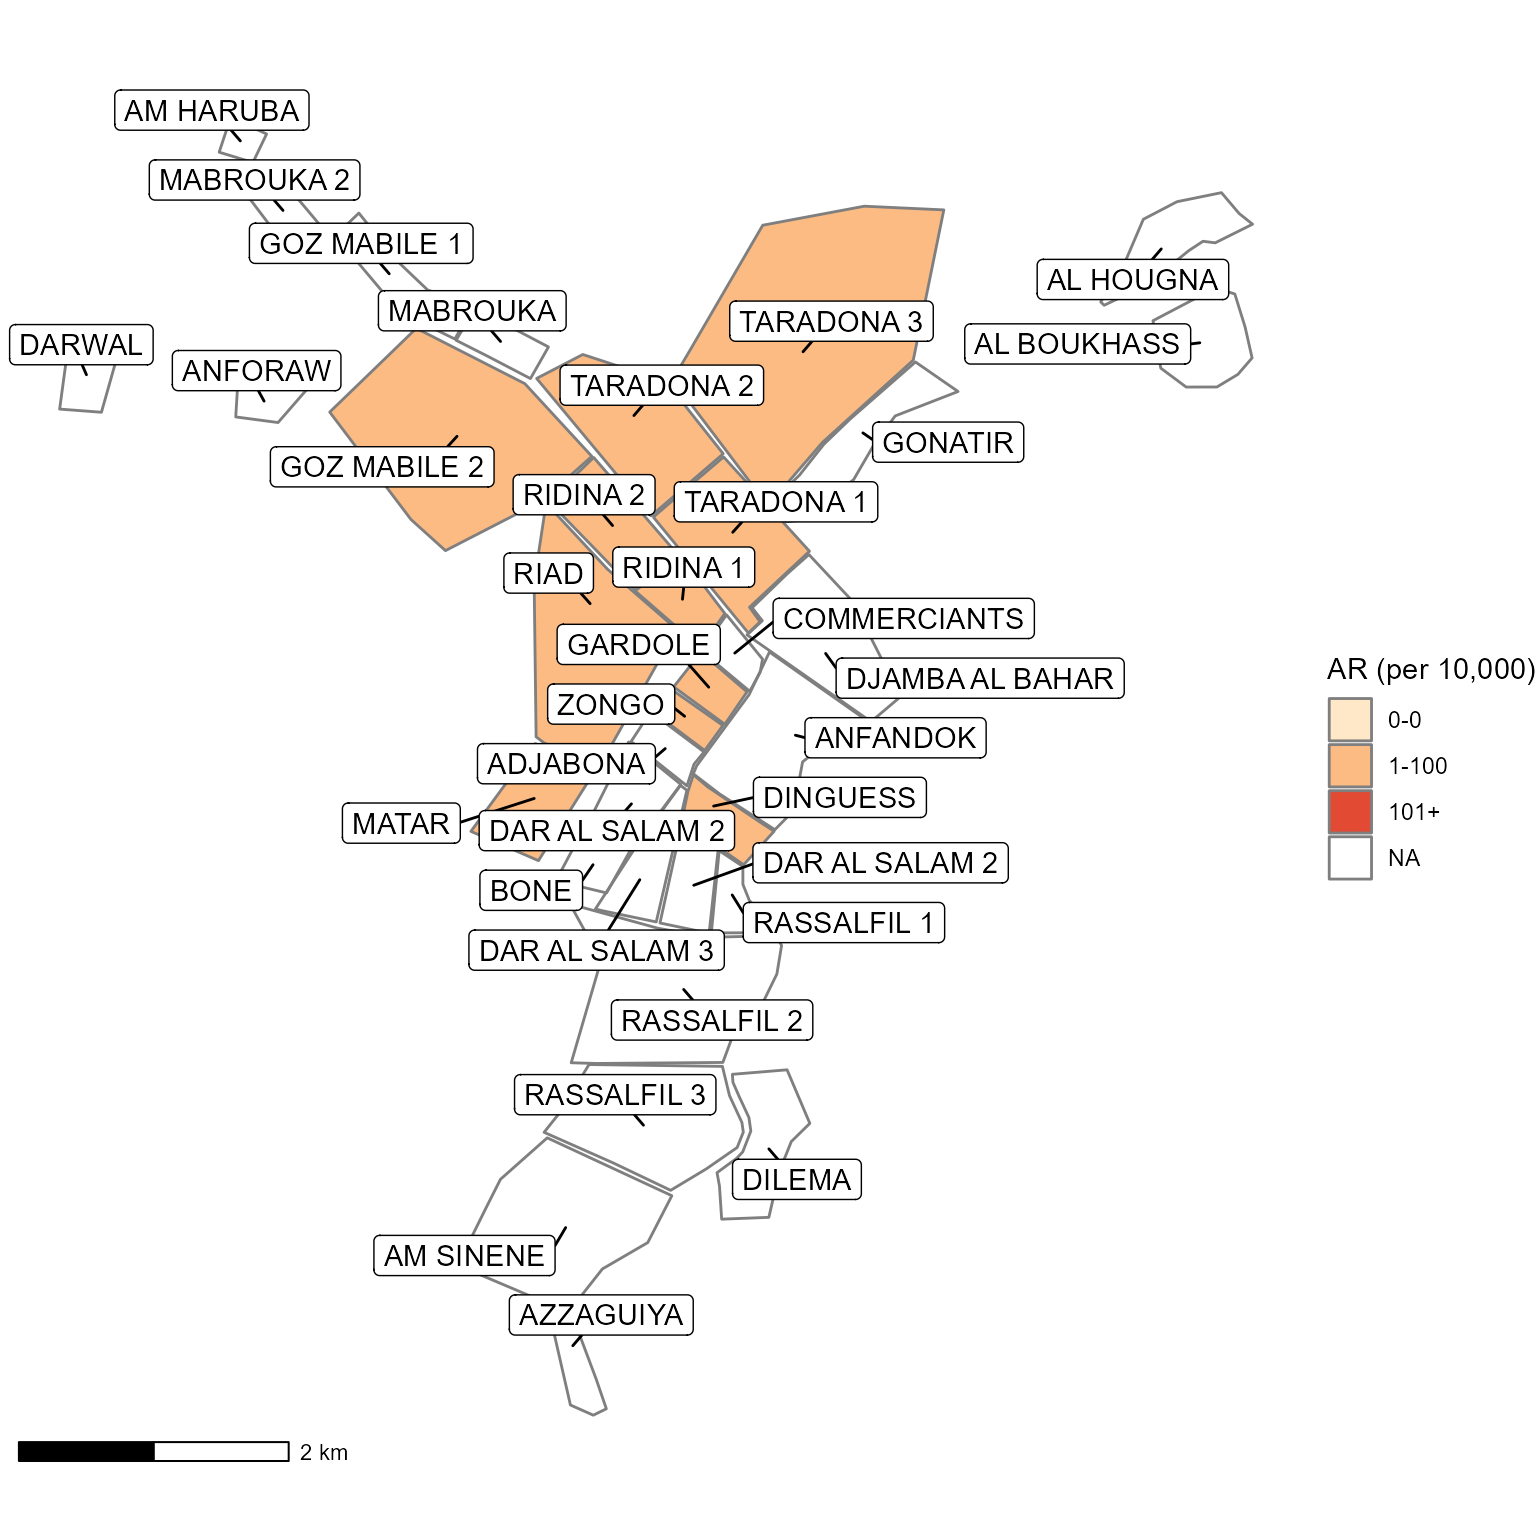 AM HARUBA
MABROUKA 2
GOZ MABILE 1
AL HOUGNA
MABROUKA
TARADONA 3
DARWAL
AL BOUKHASS
ANFORAW
TARADONA 2
GONATIR
GOZ MABILE 2
RIDINA 2
TARADONA 1
RIDINA 1
RIAD
COMMERCIANTS
GARDOLE
DJAMBA AL BAHAR
ZONGO
ANFANDOK
ADJABONA
DINGUESS
MATAR
DAR AL SALAM 2
DAR AL SALAM 2
BONE
RASSALFIL 1
DAR AL SALAM 3
RASSALFIL 2
RASSALFIL 3
DILEMA
AM SINENE
AZZAGUIYA
AR (per 10,000)
0-0
1-100
101+
NA
2 km